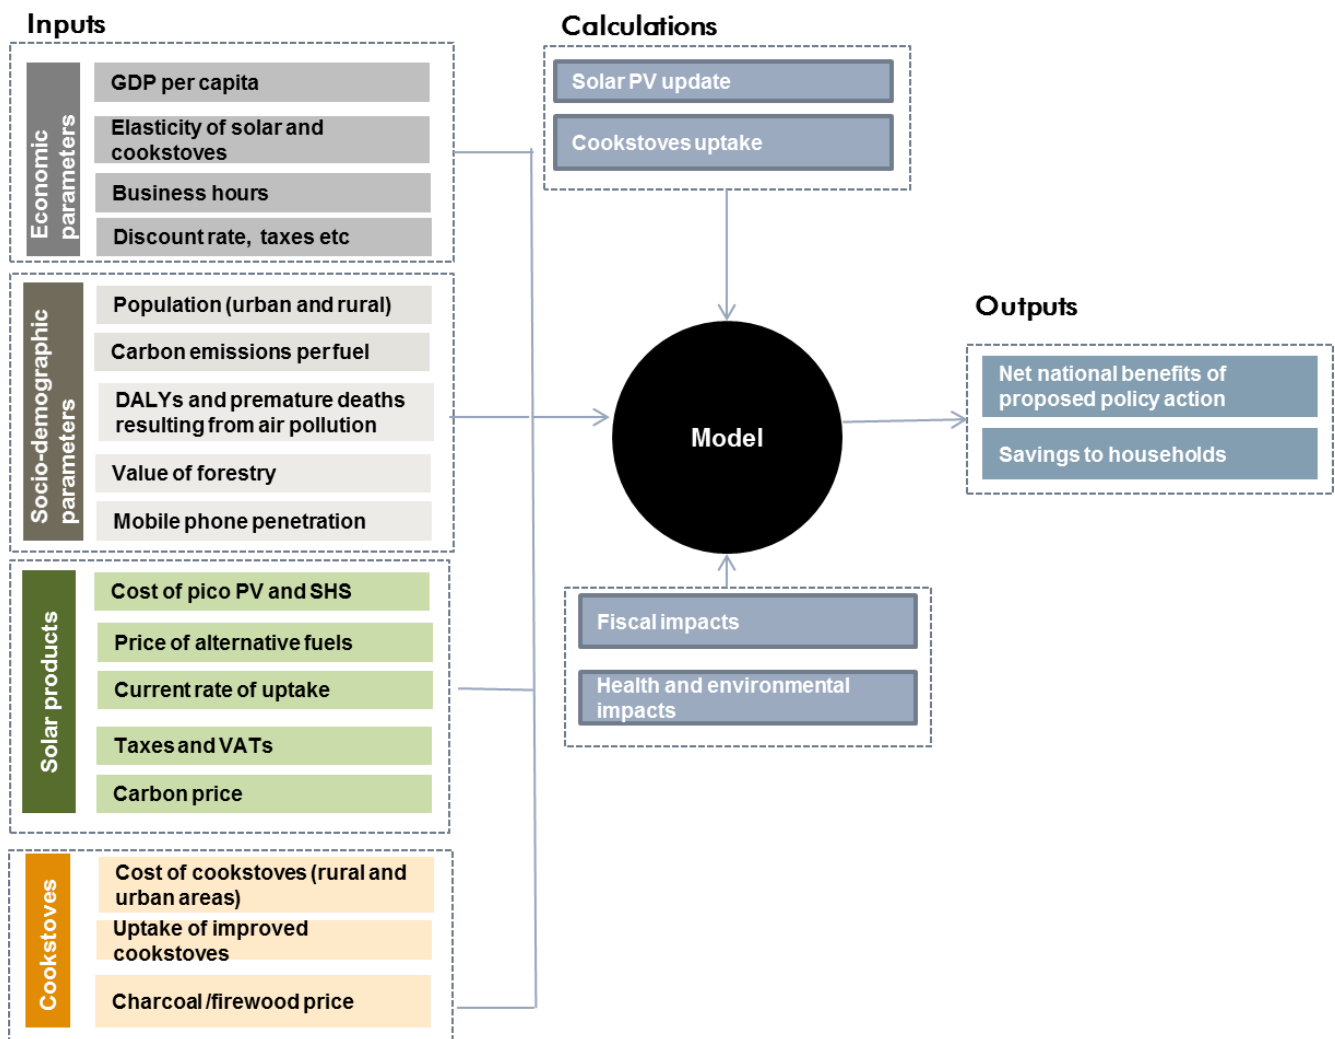 Inputs
Economic
parameters
GDP per capita
Elasticity of solar and
cookstoves
Business hours
Discount rate, taxes etc
Socio-demographic
parameters
Population (urban and rural)
Carbon emissions per fuel
DALYs and premature deaths
resulting from air pollution
Value of forestry
Mobile phone penetration
Solar products
Cost of pico PV and SHS
Price of alternative fuels
Current rate of uptake
Taxes and VATs
Carbon price
Cookstoves
Cost of cookstoves (rural and
urban areas)
Uptake of improved
cookstoves
Charcoal /firewood price
Calculations
Solar PV update
Cookstoves uptake
Model
Fiscal impacts
Health and environmental
impacts
Outputs
Net national benefits of
proposed policy action
Savings to households